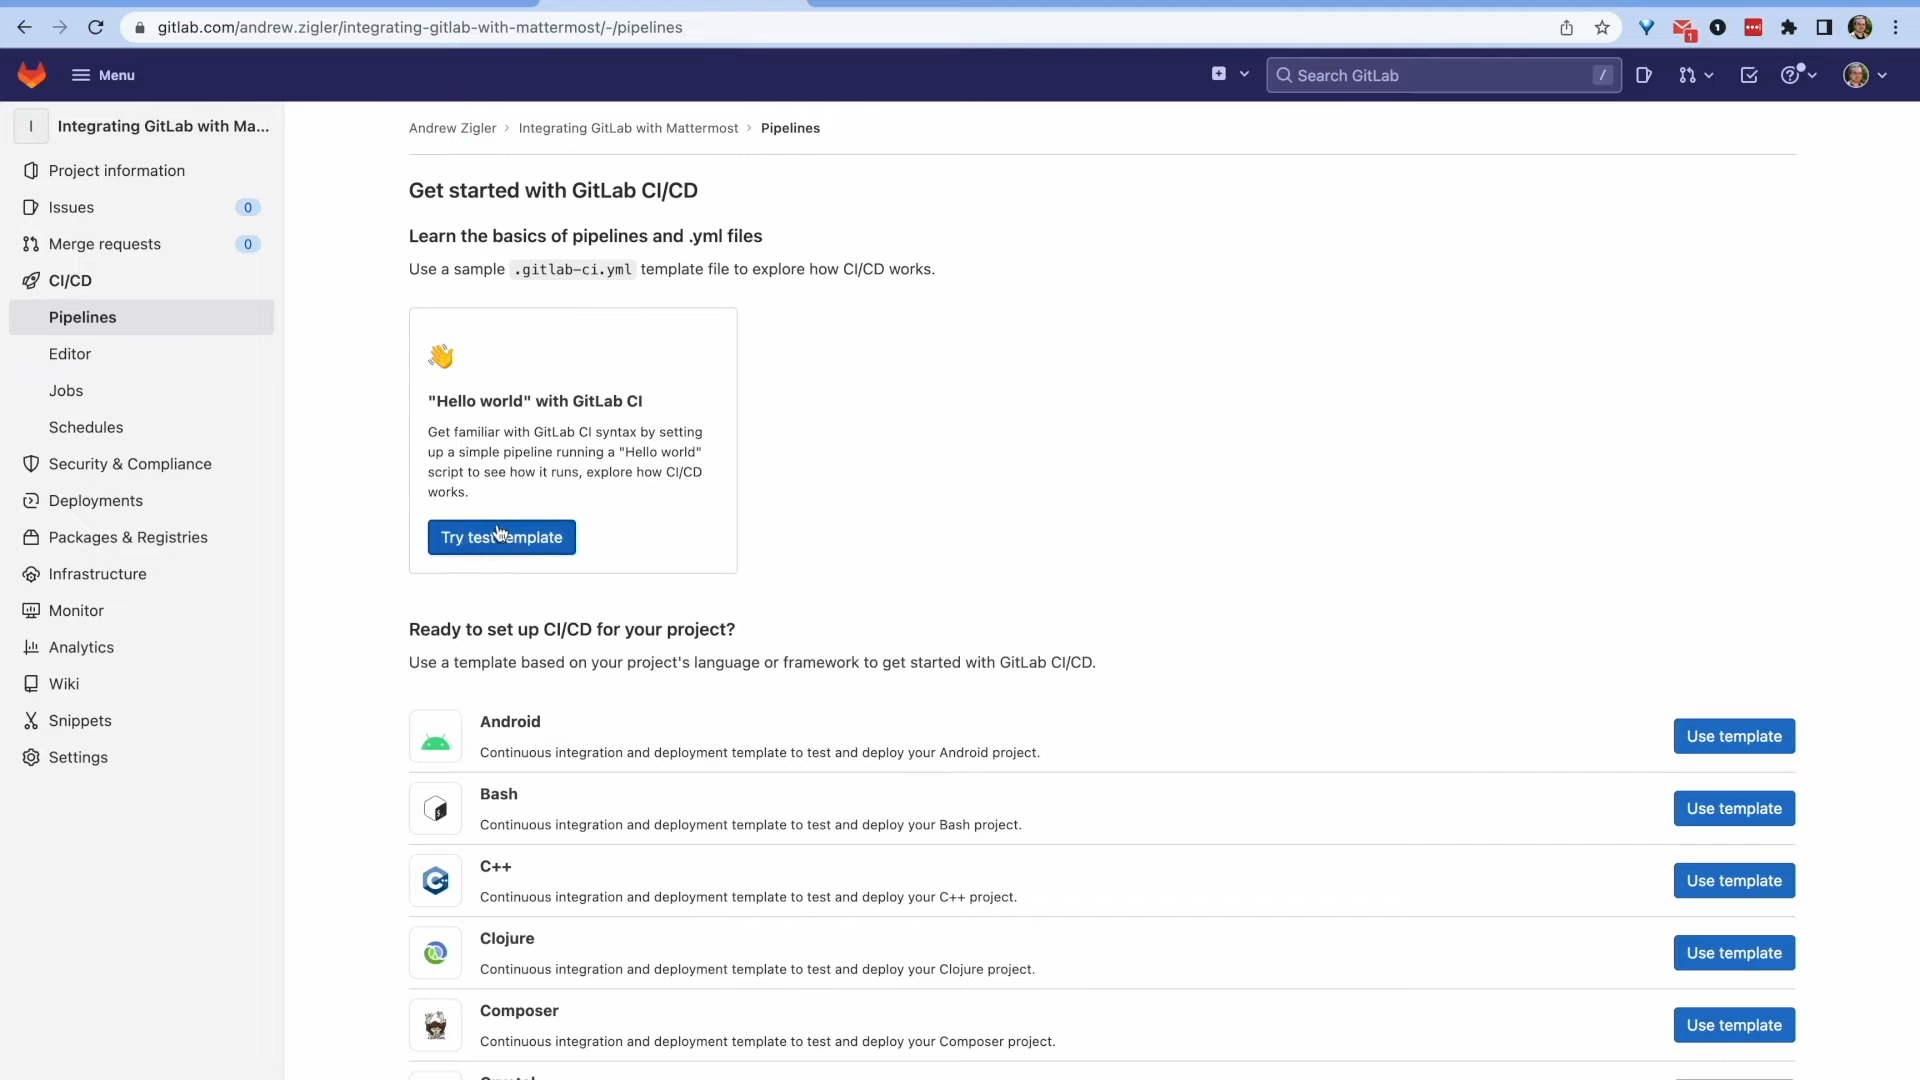 gitlab.com/andrew.zigler/integrating-gitlab-with-mattermost/-/pipelines
1
Menu
Search GitLab
/
I
Integrating GitLab with Ma...
Project information
Issues
0
Merge requests
0
CI/CD
Pipelines
Editor
Jobs
Schedules
Security & Compliance
Deployments
Packages & Registries
Infrastructure
Monitor
Analytics
Wiki
Snippets
Settings
Andrew Zigler > Integrating GitLab with Mattermost > Pipelines
Get started with GitLab CI/CD
Learn the basics of pipelines and .yml files
Use a sample .gitlab-ci.yml template file to explore how CI/CD works.
"Hello world" with GitLab CI
Get familiar with GitLab CI syntax by setting
up a simple pipeline running a "Hello world"
script to see how it runs, explore how CI/CD
works.
Try test template
Ready to set up CI/CD for your project?
Use a template based on your project's language or framework to get started with GitLab CI/CD.
Android
Continuous integration and deployment template to test and deploy your Android project.
Use template
Bash
Continuous integration and deployment template to test and deploy your Bash project.
Use template
C++
Continuous integration and deployment template to test and deploy your C++ project.
Use template
Clojure
Continuous integration and deployment template to test and deploy your Clojure project.
Use template
Composer
Continuous integration and deployment template to test and deploy your Composer project.
Use template